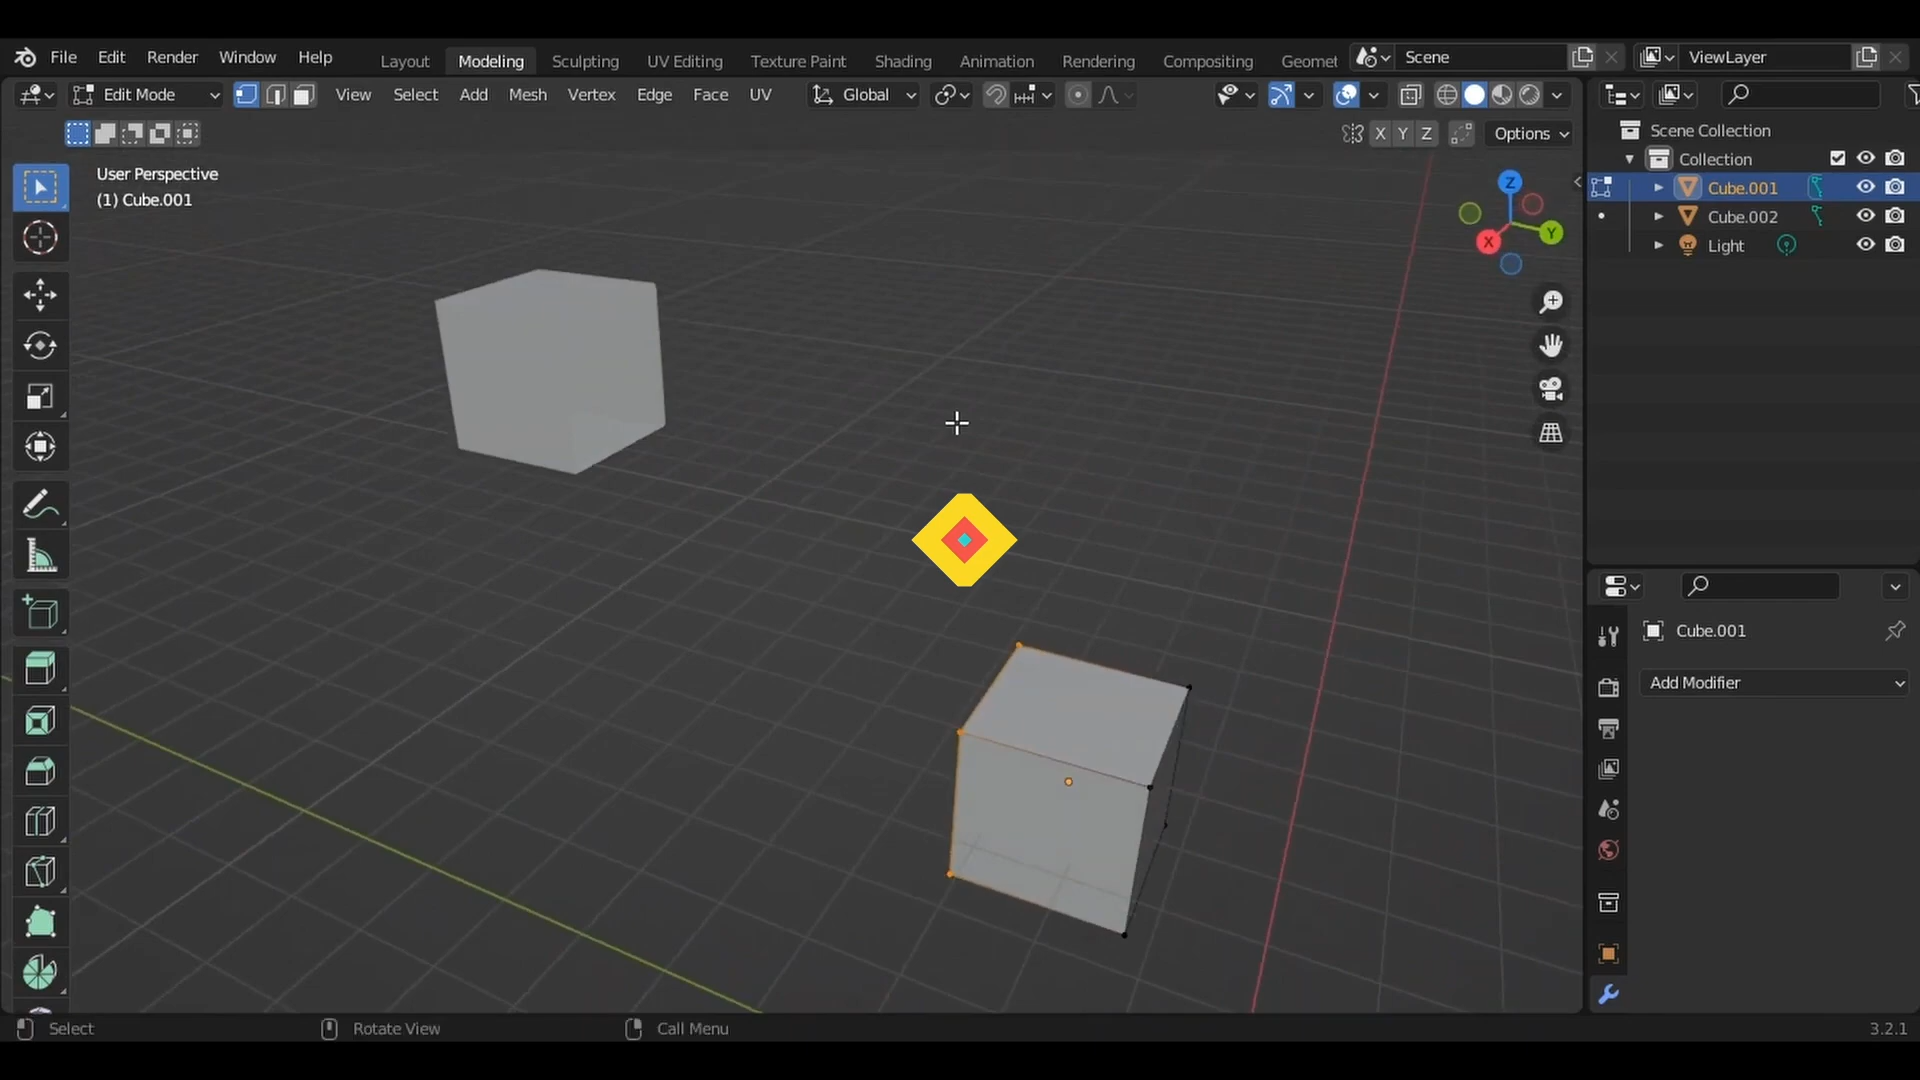 File Edit Render Window Help Layout Modeling Sculpting UV Editing Texture Paint Shading Animation Rendering Compositing Geomet Scene ViewLayer
Edit Mode View Select Add Mesh Vertex Edge Face UV Global
X Y Z Options
User Perspective
(1) Cube.001
Z
Y
X
Scene Collection
Collection
Cube.001
Cube.002
Light
Cube.001
Add Modifier
Select Rotate View Call Menu 3.2.1